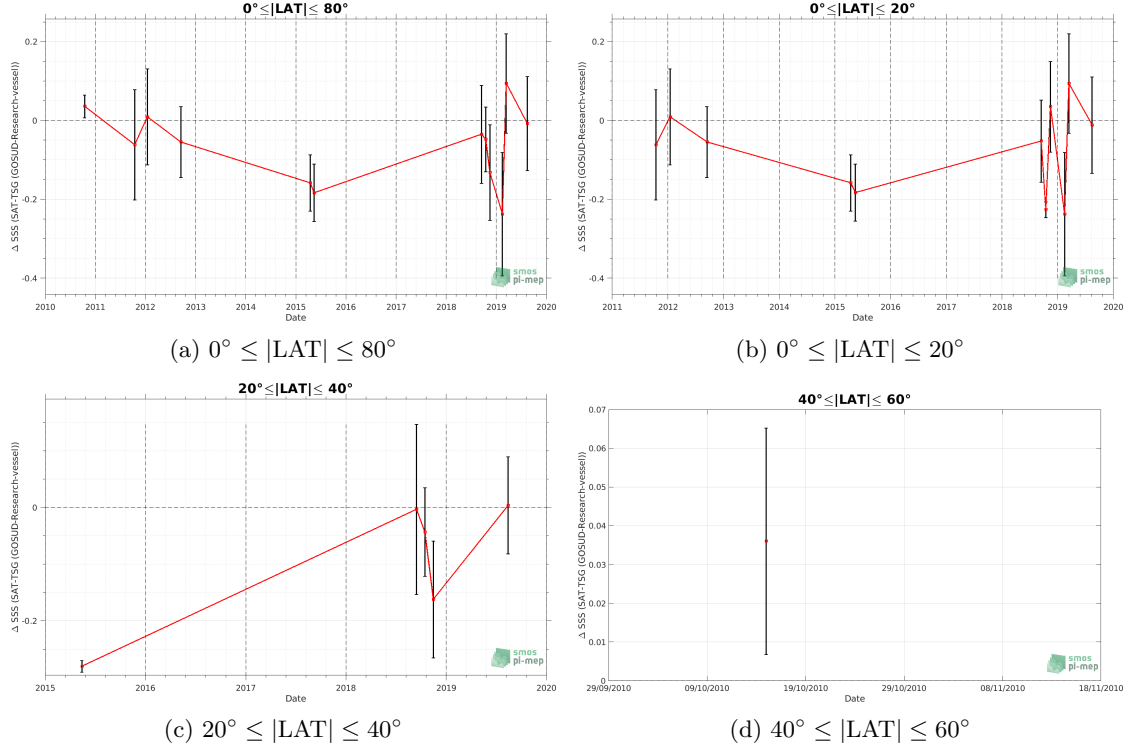 0°≤|LAT|≤ 80°
Δ SSS (SAT-TSG (GOSUD-Research-vessel))
0.2
0
-0.2
-0.4
2010 2011 2012 2013 2014 2015 2016 2017 2018 2019 2020
Date
smos
pi-mep
(a) 0° ≤ |LAT| ≤ 80°
0°≤|LAT|≤ 20°
Δ SSS (SAT-TSG (GOSUD-Research-vessel))
0.2
0
-0.2
-0.4
2011 2012 2013 2014 2015 2016 2017 2018 2019 2020
Date
smos
pi-mep
(b) 0° ≤ |LAT| ≤ 20°
20°≤|LAT|≤ 40°
Δ SSS (SAT-TSG (GOSUD-Research-vessel))
0
-0.2
2015 2016 2017 2018 2019 2020
Date
smos
pi-mep
(c) 20° ≤ |LAT| ≤ 40°
40°≤|LAT|≤ 60°
Δ SSS (SAT-TSG (GOSUD-Research-vessel))
0.07
0.06
0.05
0.04
0.03
0.02
0.01
0
29/09/2010 09/10/2010 19/10/2010 29/10/2010 08/11/2010 18/11/2010
Date
smos
pi-mep
(d) 40° ≤ |LAT| ≤ 60°